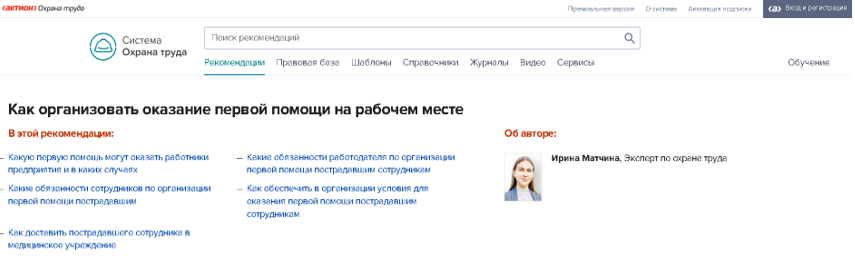 (актион) Охрана труда
Премиальная версия О системе Активация подписки Вход и регистрация
Система
Охрана труда
Поиск рекомендаций
Рекомендации Правовая база Шаблоны Справочники Журналы Видео Сервисы Обучение
Как организовать оказание первой помощи на рабочем месте
В этой рекомендации:
Об авторе:
– Какую первую помощь могут оказать работники
предприятия и в каких случаях
– Какие обязанности работодателя по организации
первой помощи пострадавшим сотрудникам
Ирина Матчина, Эксперт по охране труда
– Какие обязанности сотрудников по организации
первой помощи пострадавшим
– Как обеспечить в организации условия для
оказания первой помощи пострадавшим
сотрудникам
– Как доставить пострадавшего сотрудника в
медицинское учреждение